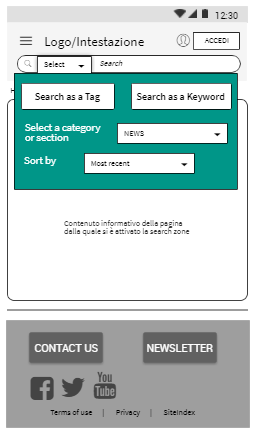 12:30
Logo/Intestazione
ACCEDI
Select
Search
Search as a Tag
Search as a Keyword
Select a category
or section
NEWS
Sort by
Most recent
Contenuto informativo della pagina
dalla quale si è attivato la search zone
CONTACT US
NEWSLETTER
You
Tube
Terms of use | Privacy | SiteIndex